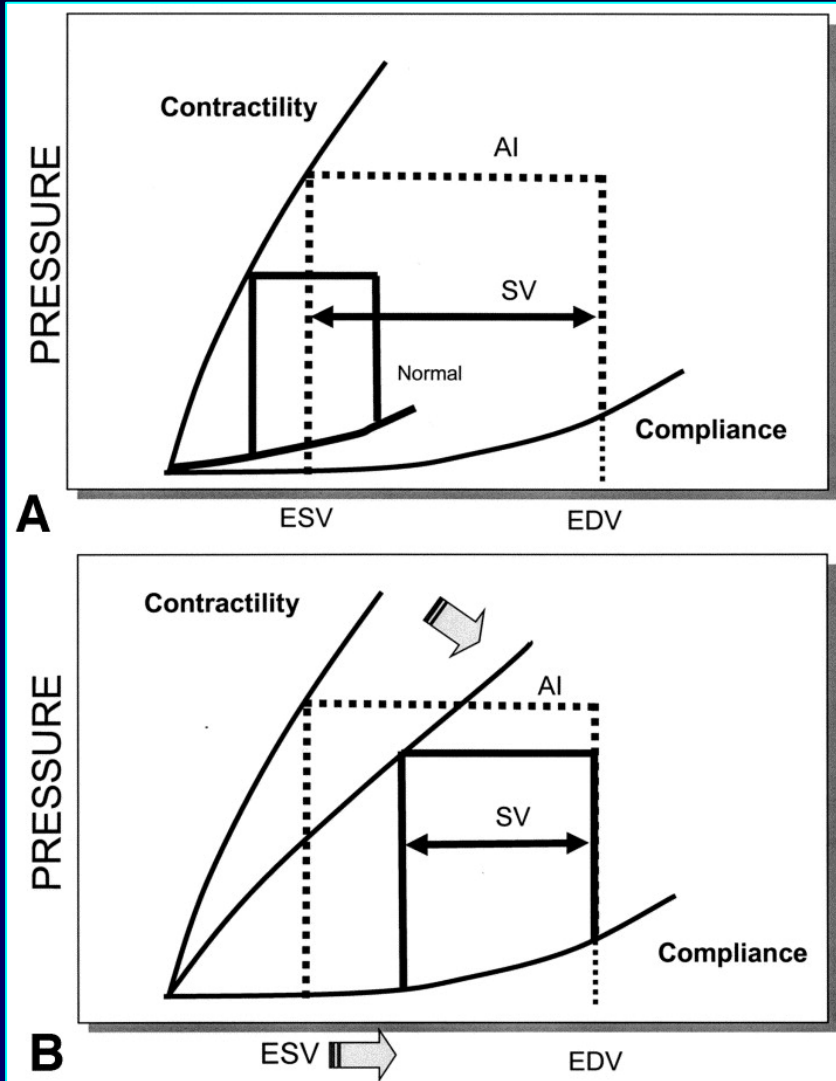 Contractility
AI
PRESSURE
SV
Normal
Compliance
A
ESV EDV
Contractility
AI
PRESSURE
SV
Compliance
B
ESV EDV